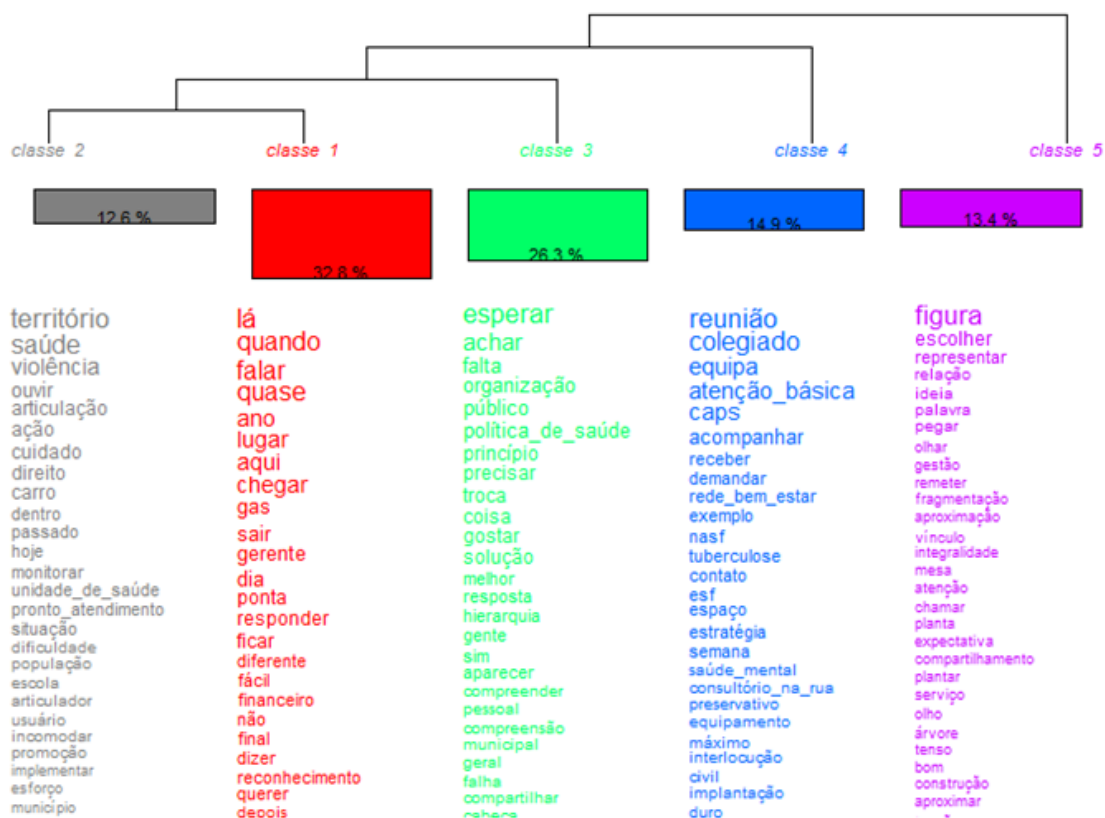 classe 2
classe 1
classe 3
classe 4
classe 5
12.6 %
32.8 %
26.3 %
14.9 %
13.4 %
território
saúde
violência
ouvir
articulação
ação
cuidado
direito
carro
dentro
passado
hoje
monitorar
unidade_de_saúde
pronto_atendimento
situação
dificuldade
população
escola
articulador
usuário
incomodar
promoção
implementar
esforço
município
lá
quando
falar
quase
ano
lugar
aqui
chegar
gas
sair
gerente
dia
ponta
responder
ficar
diferente
fácil
financeiro
não
final
dizer
reconhecimento
querer
depois
esperar
achar
falta
organização
público
política_de_saúde
princípio
precisar
troca
coisa
gostar
solução
melhor
resposta
hierarquia
gente
sim
aparecer
compreender
pessoal
compreensão
municipal
geral
falha
compartilhar
cabeça
reunião
colegiado
equipa
atenção_básica
caps
acompanhar
receber
demandar
rede_bem_estar
exemplo
nasf
tuberculose
contato
esf
espaço
estratégia
semana
saúde_mental
consultório_na_rua
preservativo
equipamento
máximo
interlocução
civil
implantação
duro
figura
escolher
representar
relação
ideia
palavra
pegar
olhar
gestão
remeter
fragmentação
aproximação
vínculo
integralidade
mesa
atenção
chamar
planta
expectativa
compartilhamento
plantar
serviço
olho
árvore
tenso
bom
construção
aproximar